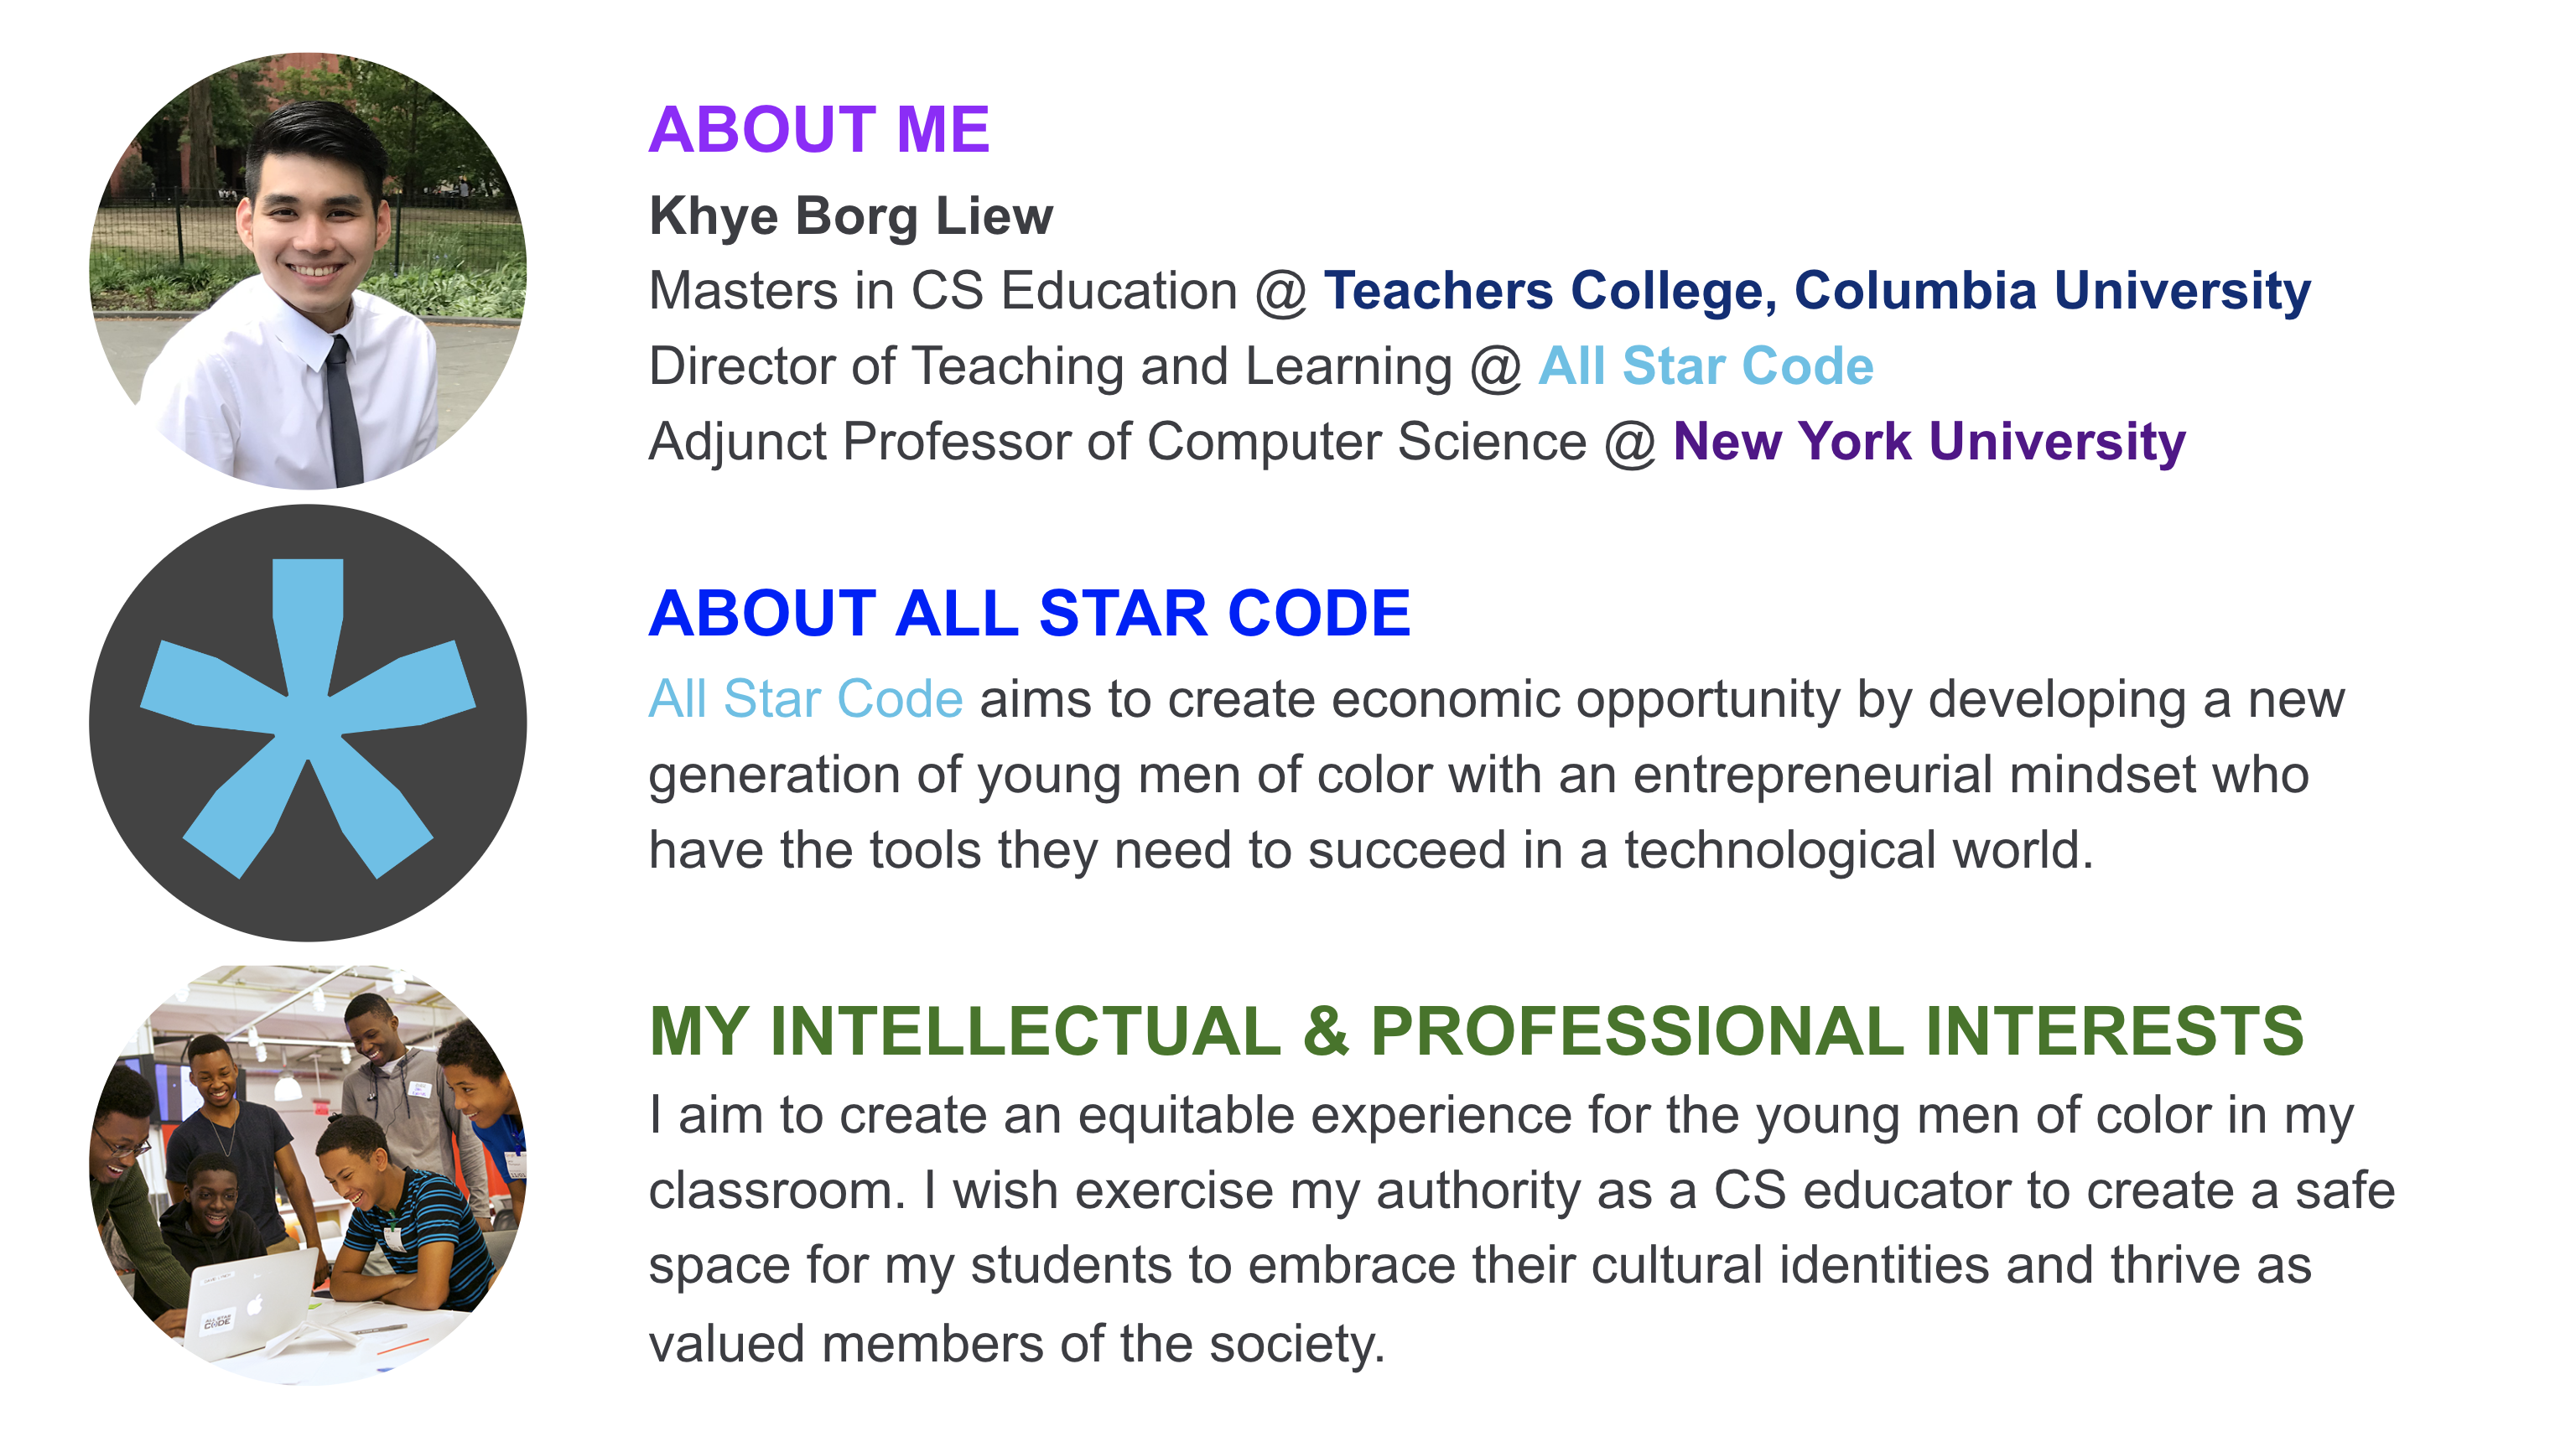 ABOUT ME
Khye Borg Liew
Masters in CS Education @ Teachers College, Columbia University
Director of Teaching and Learning @ All Star Code
Adjunct Professor of Computer Science @ New York University
ABOUT ALL STAR CODE
All Star Code aims to create economic opportunity by developing a new
generation of young men of color with an entrepreneurial mindset who
have the tools they need to succeed in a technological world.
MY INTELLECTUAL & PROFESSIONAL INTERESTS
I aim to create an equitable experience for the young men of color in my
classroom. I wish exercise my authority as a CS educator to create a safe
space for my students to embrace their cultural identities and thrive as
valued members of the society.
ALL STAR
CODE